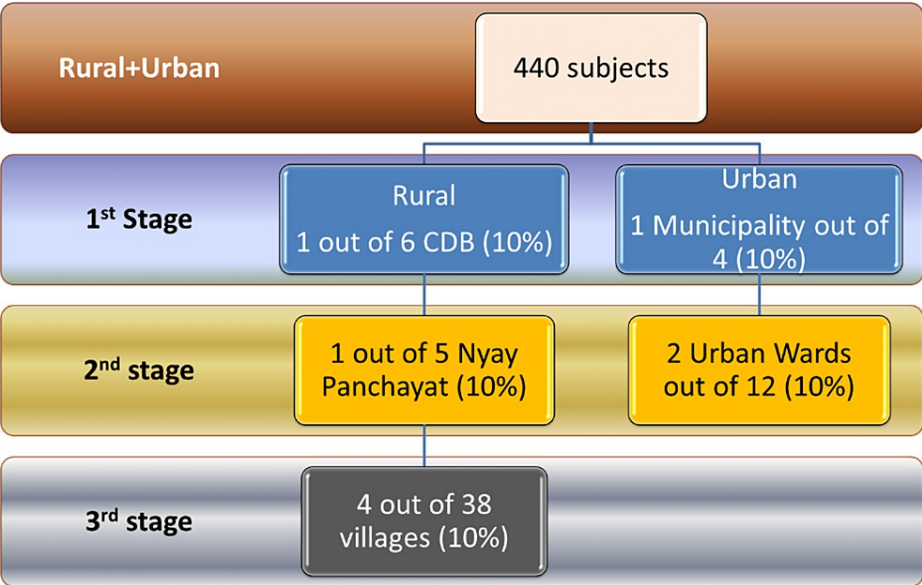 Rural+Urban
440 subjects
1st Stage
Rural
1 out of 6 CDB (10%)
Urban
1 Municipality out of
4 (10%)
2nd stage
1 out of 5 Nyay
Panchayat (10%)
2 Urban Wards
out of 12 (10%)
3rd stage
4 out of 38
villages (10%)